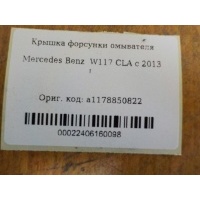 Крышка форсунки омывателя
Mercedes Benz W117 CLA с 2013
г
Ориг. код: a1178850822
00022406160098